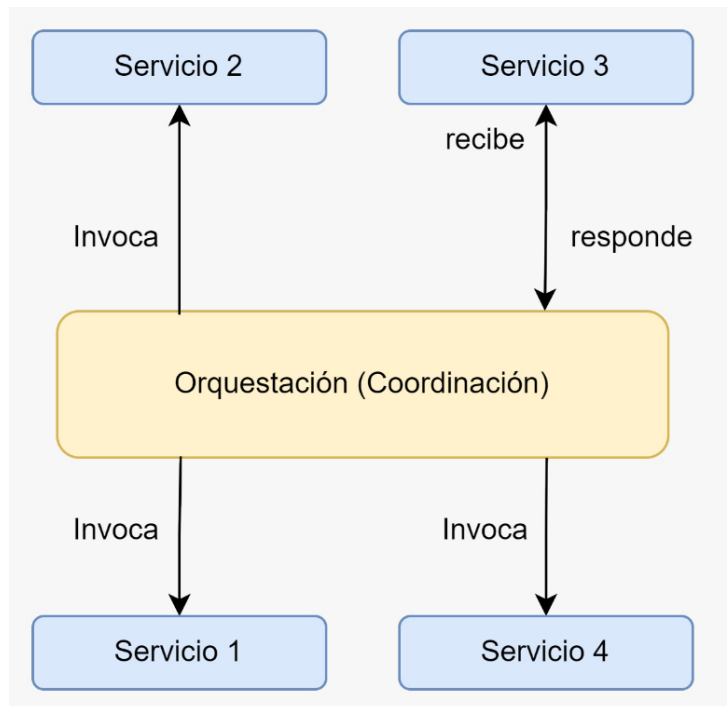 Servicio 2
Servicio 3
recibe
Invoca
responde
Orquestación (Coordinación)
Invoca
Invoca
Servicio 1
Servicio 4